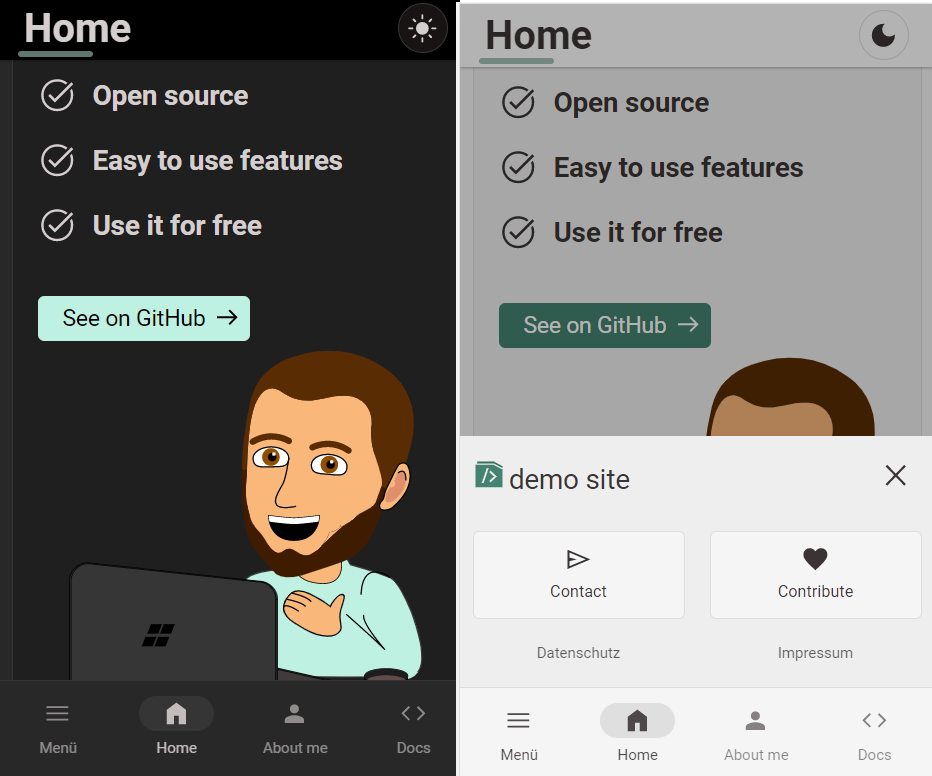 Home
Open source
Easy to use features
Use it for free
See on GitHub
Menü
Home
About me
Docs
Home
Open source
Easy to use features
Use it for free
See on GitHub
demo site
Contact
Contribute
Datenschutz
Impressum
Menü
Home
About me
Docs